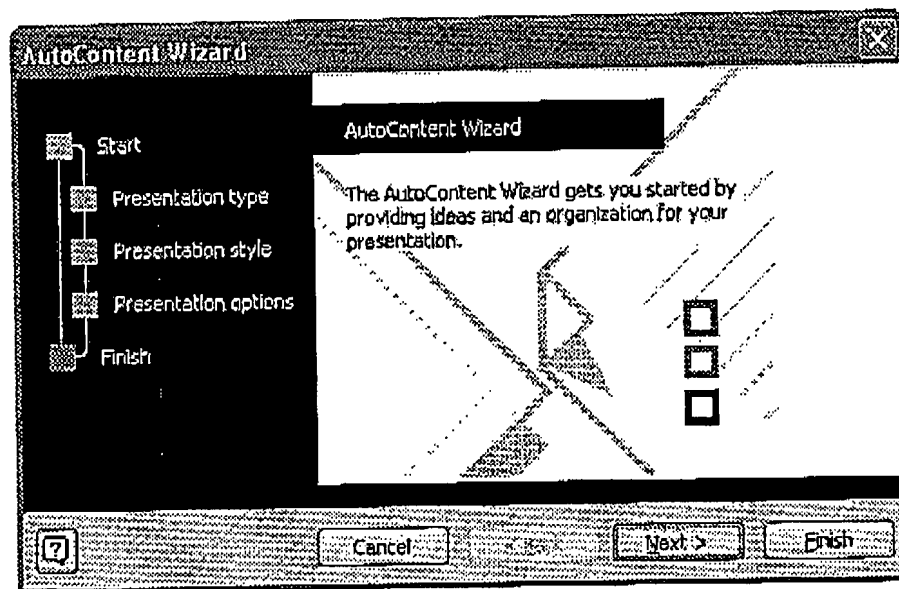 AutoContent Wizard
Start
Presentation type
Presentation style
Presentation options
Finish
AutoContent Wizard
The AutoContent Wizard gets you started by
providing ideas and an organization for your
presentation.
?
Cancel
Next >
Finish